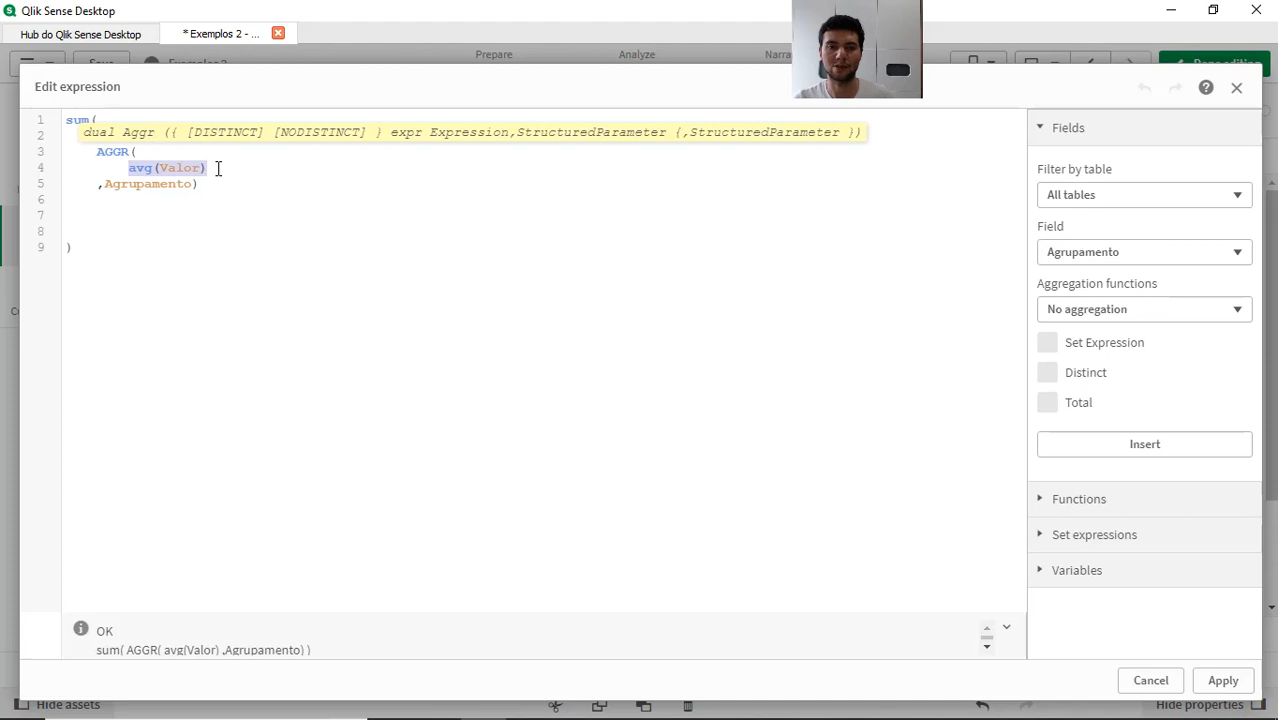 Qlik Sense Desktop
Hub do Qlik Sense Desktop
* Exemplos 2 - ...
Prepare
Analyze
Narra
Edit expression
1 sum(
2 dual Aggr ({ [DISTINCT] [NODISTINCT] } expr Expression,StructuredParameter {,StructuredParameter })
3 AGGR(
4 avg(Valor)
5 ,Agrupamento)
6
7
8
9 )
Fields
Filter by table
All tables
Field
Agrupamento
Aggregation functions
No aggregation
Set Expression
Distinct
Total
Insert
Functions
Set expressions
Variables
OK
sum( AGGR( avg(Valor) ,Agrupamento) )
Cancel
Apply
Hide assets
Hide properties